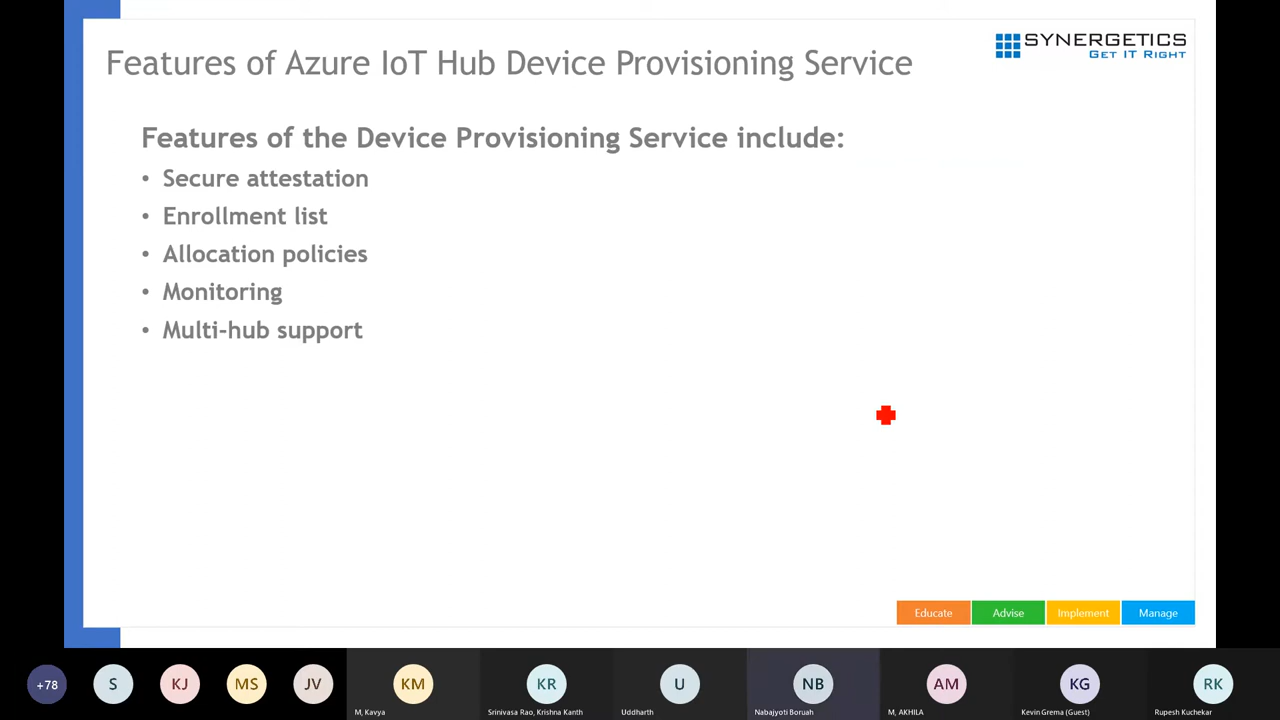 Features of Azure IoT Hub Device Provisioning Service
SYNERGETICS
GET IT RIGHT
Features of the Device Provisioning Service include:
• Secure attestation
• Enrollment list
• Allocation policies
• Monitoring
• Multi-hub support
Educate Advise Implement Manage
+78 S KJ MS JV KM KR U NB AM KG RK
M, Kavya Srinivasa Rao, Krishna Kanth Uddharth Nabajyoti Boruah M, AKHILA Kevin Grema (Guest) Rupesh Kuchekar